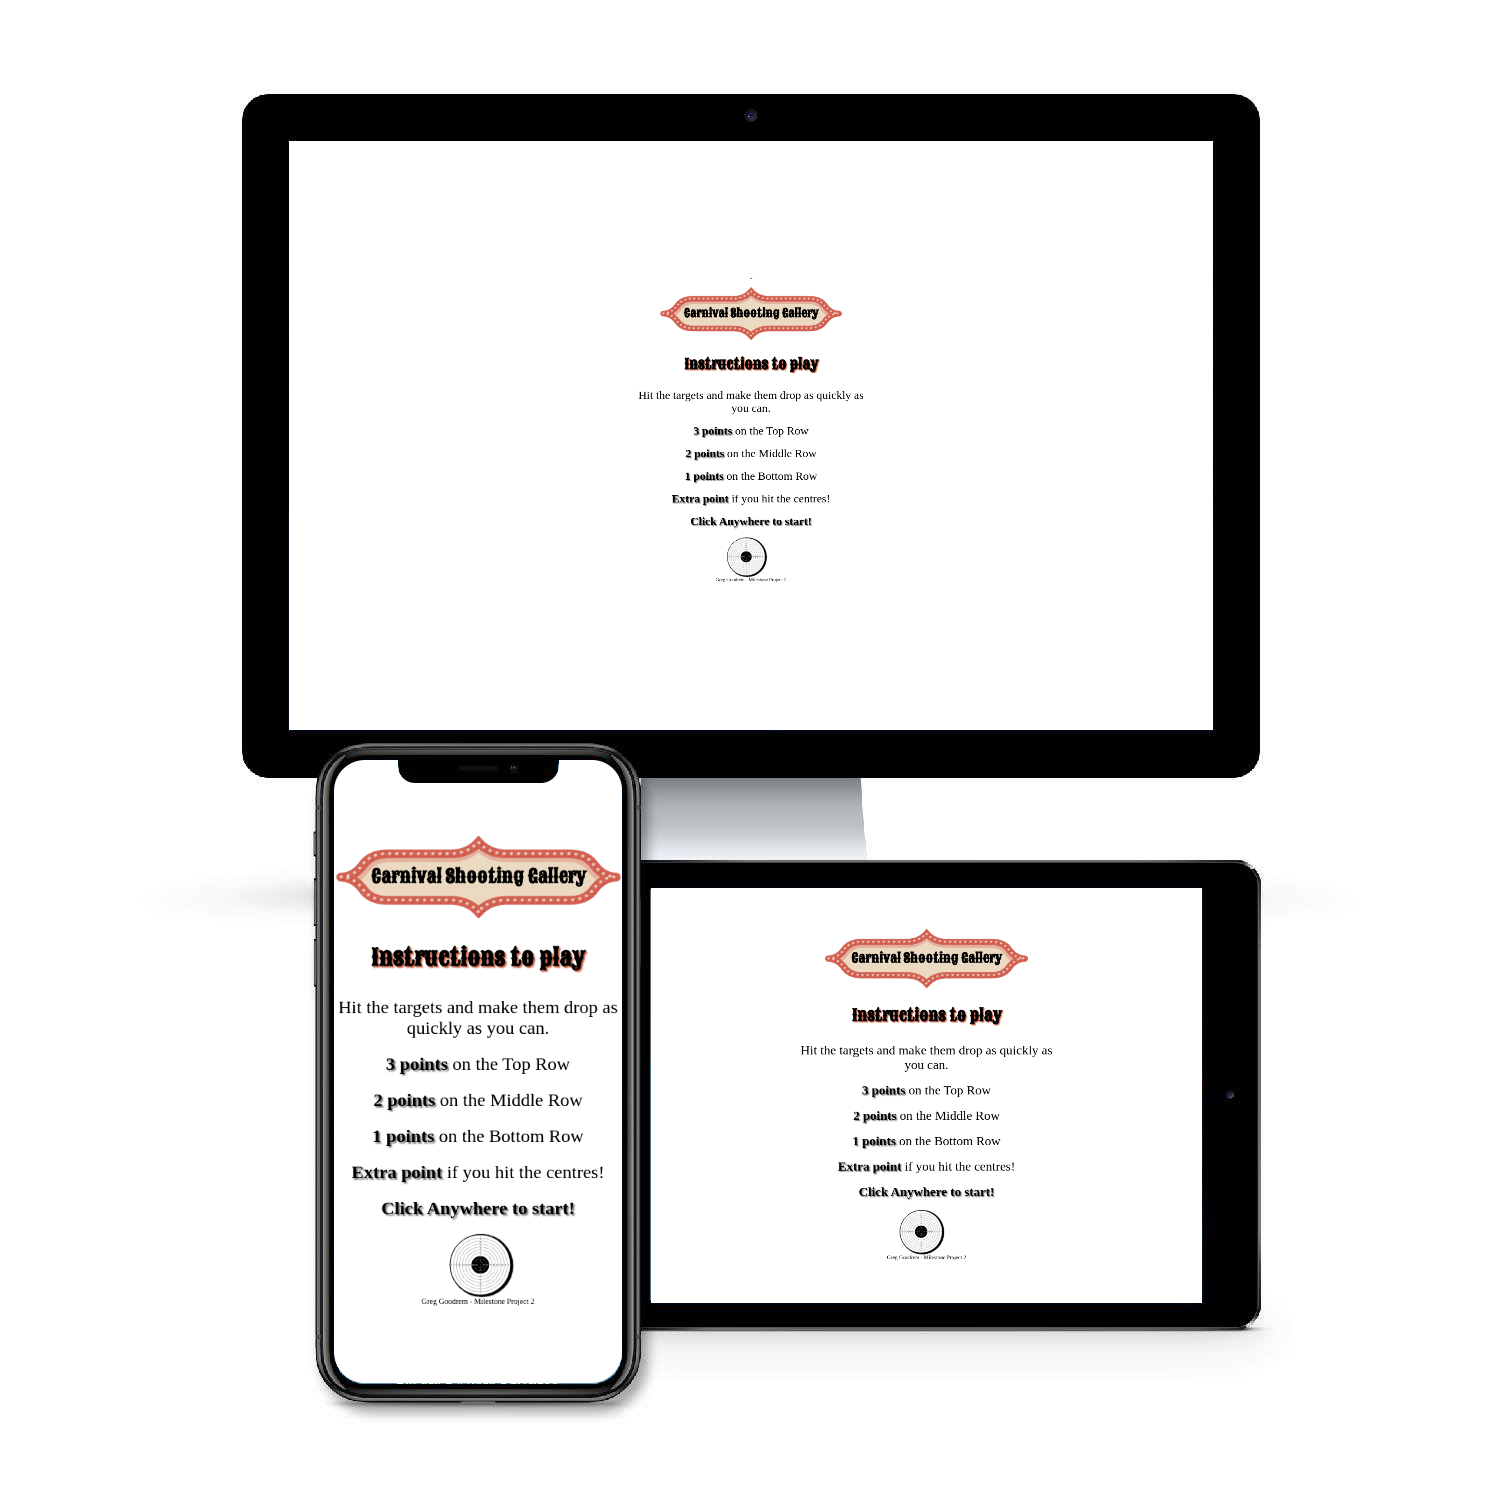 Carnival Shooting Gallery
Instructions to play
Hit the targets and make them drop as quickly as
you can.
3 points on the Top Row
2 points on the Middle Row
1 points on the Bottom Row
Extra point if you hit the centres!
Click Anywhere to start!
Greg Goodrem - Milestone Project 2
Carnival Shooting Gallery
Instructions to play
Hit the targets and make them drop as
quickly as you can.
3 points on the Top Row
2 points on the Middle Row
1 points on the Bottom Row
Extra point if you hit the centres!
Click Anywhere to start!
Greg Goodrem - Milestone Project 2
Carnival Shooting Gallery
Instructions to play
Hit the targets and make them drop as quickly as
you can.
3 points on the Top Row
2 points on the Middle Row
1 points on the Bottom Row
Extra point if you hit the centres!
Click Anywhere to start!
Greg Goodrem - Milestone Project 2